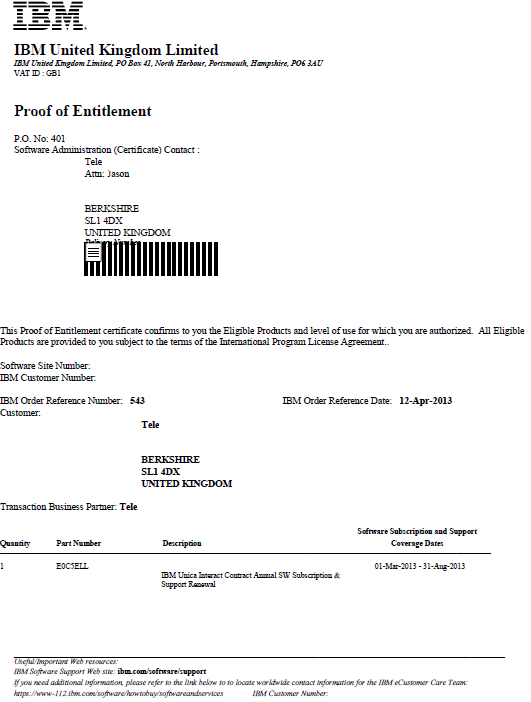 IBM
IBM United Kingdom Limited
IBM United Kingdom Limited, PO Box 41, North Harbour, Portsmouth, Hampshire, PO6 3AU
VAT ID : GB1
Proof of Entitlement
P.O. No: 401
Software Administration (Certificate) Contact :
Tele
Attn: Jason
BERKSHIRE
SL1 4DX
UNITED KINGDOM
Delivery Number
This Proof of Entitlement certificate confirms to you the Eligible Products and level of use for which you are authorized. All Eligible
Products are provided to you subject to the terms of the International Program License Agreement..
Software Site Number:
IBM Customer Number:
IBM Order Reference Number: 543 IBM Order Reference Date: 12-Apr-2013
Customer:
Tele
BERKSHIRE
SL1 4DX
UNITED KINGDOM
Transaction Business Partner: Tele
Software Subscription and Support
Quantity Part Number Description Coverage Dates
1 E0C5ELL 01-Mar-2013 - 31-Aug-2013
IBM Unica Interact Contract Annual SW Subscription &
Support Renewal
Useful/Important Web resources:
IBM Software Support Web site: ibm.com/software/support
If you need additional information, please refer to the link below to to locate worldwide contact information for the IBM eCustomer Care Team:
https://www-112.ibm.com/software/howtobuy/softwareandservices IBM Customer Number: